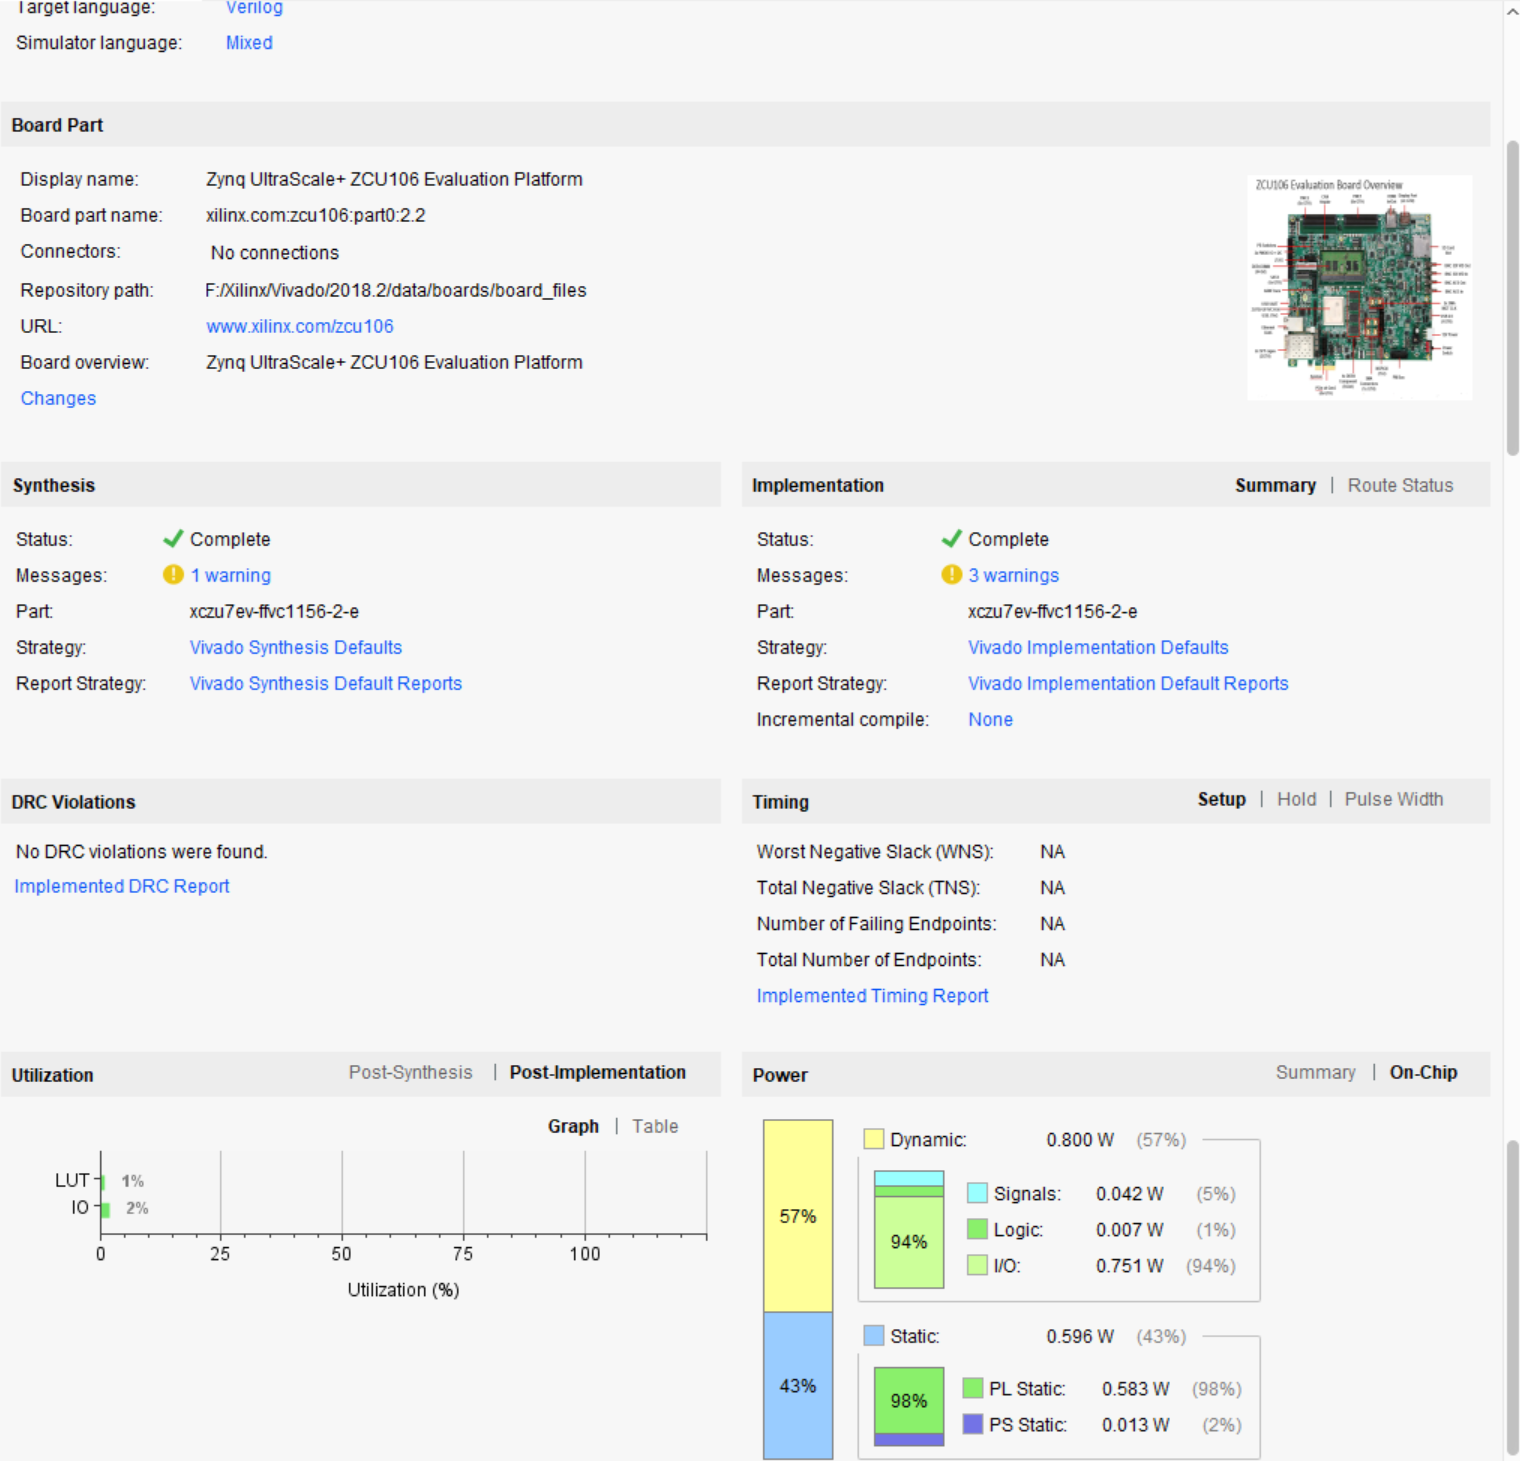 Target language: Verilog
Simulator language: Mixed
Board Part
Display name: Zynq UltraScale+ ZCU106 Evaluation Platform
Board part name: xilinx.com:zcu106:part0:2.2
Connectors: No connections
Repository path: F:/Xilinx/Vivado/2018.2/data/boards/board_files
URL: www.xilinx.com/zcu106
Board overview: Zynq UltraScale+ ZCU106 Evaluation Platform
Changes
ZCU106 Evaluation Board Overview
Synthesis
Status: Complete
Messages: 1 warning
Part: xczu7ev-ffvc1156-2-e
Strategy: Vivado Synthesis Defaults
Report Strategy: Vivado Synthesis Default Reports
Implementation Summary | Route Status
Status: Complete
Messages: 3 warnings
Part: xczu7ev-ffvc1156-2-e
Strategy: Vivado Implementation Defaults
Report Strategy: Vivado Implementation Default Reports
Incremental compile: None
DRC Violations
No DRC violations were found.
Implemented DRC Report
Timing Setup | Hold | Pulse Width
Worst Negative Slack (WNS): NA
Total Negative Slack (TNS): NA
Number of Failing Endpoints: NA
Total Number of Endpoints: NA
Implemented Timing Report
Utilization Post-Synthesis | Post-Implementation
Graph | Table
LUT 1%
IO 2%
0 25 50 75 100
Utilization (%)
Power Summary | On-Chip
57%
43%
Dynamic: 0.800 W (57%)
94%
Signals: 0.042 W (5%)
Logic: 0.007 W (1%)
I/O: 0.751 W (94%)
Static: 0.596 W (43%)
98%
PL Static: 0.583 W (98%)
PS Static: 0.013 W (2%)